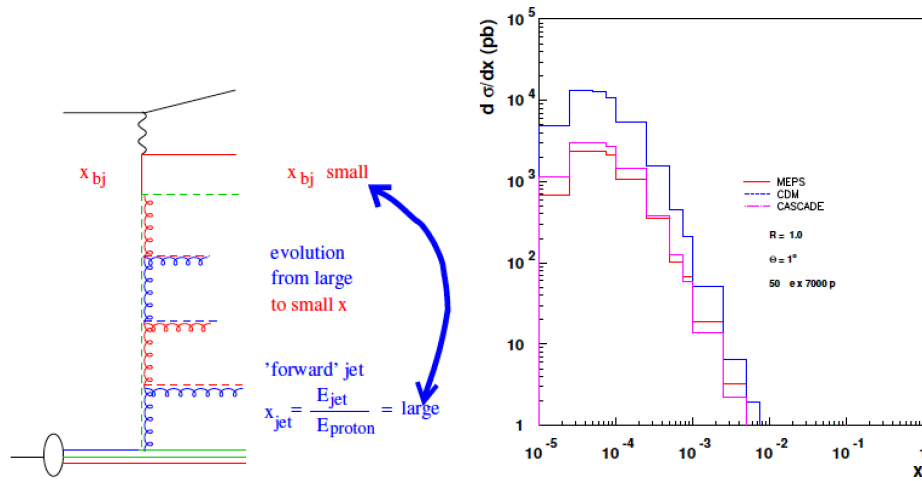 x bj
x bj small
evolution
from large
to small x
'forward' jet
x jet = E jet / E proton = large
d σ/dx (pb)
10 5
10 4
10 3
10 2
10
1
MEPS
CDM
CASCADE
R = 1.0
Θ = 1°
50 e x 7000 p
10 -5
10 -4
10 -3
10 -2
10 -1
1
x